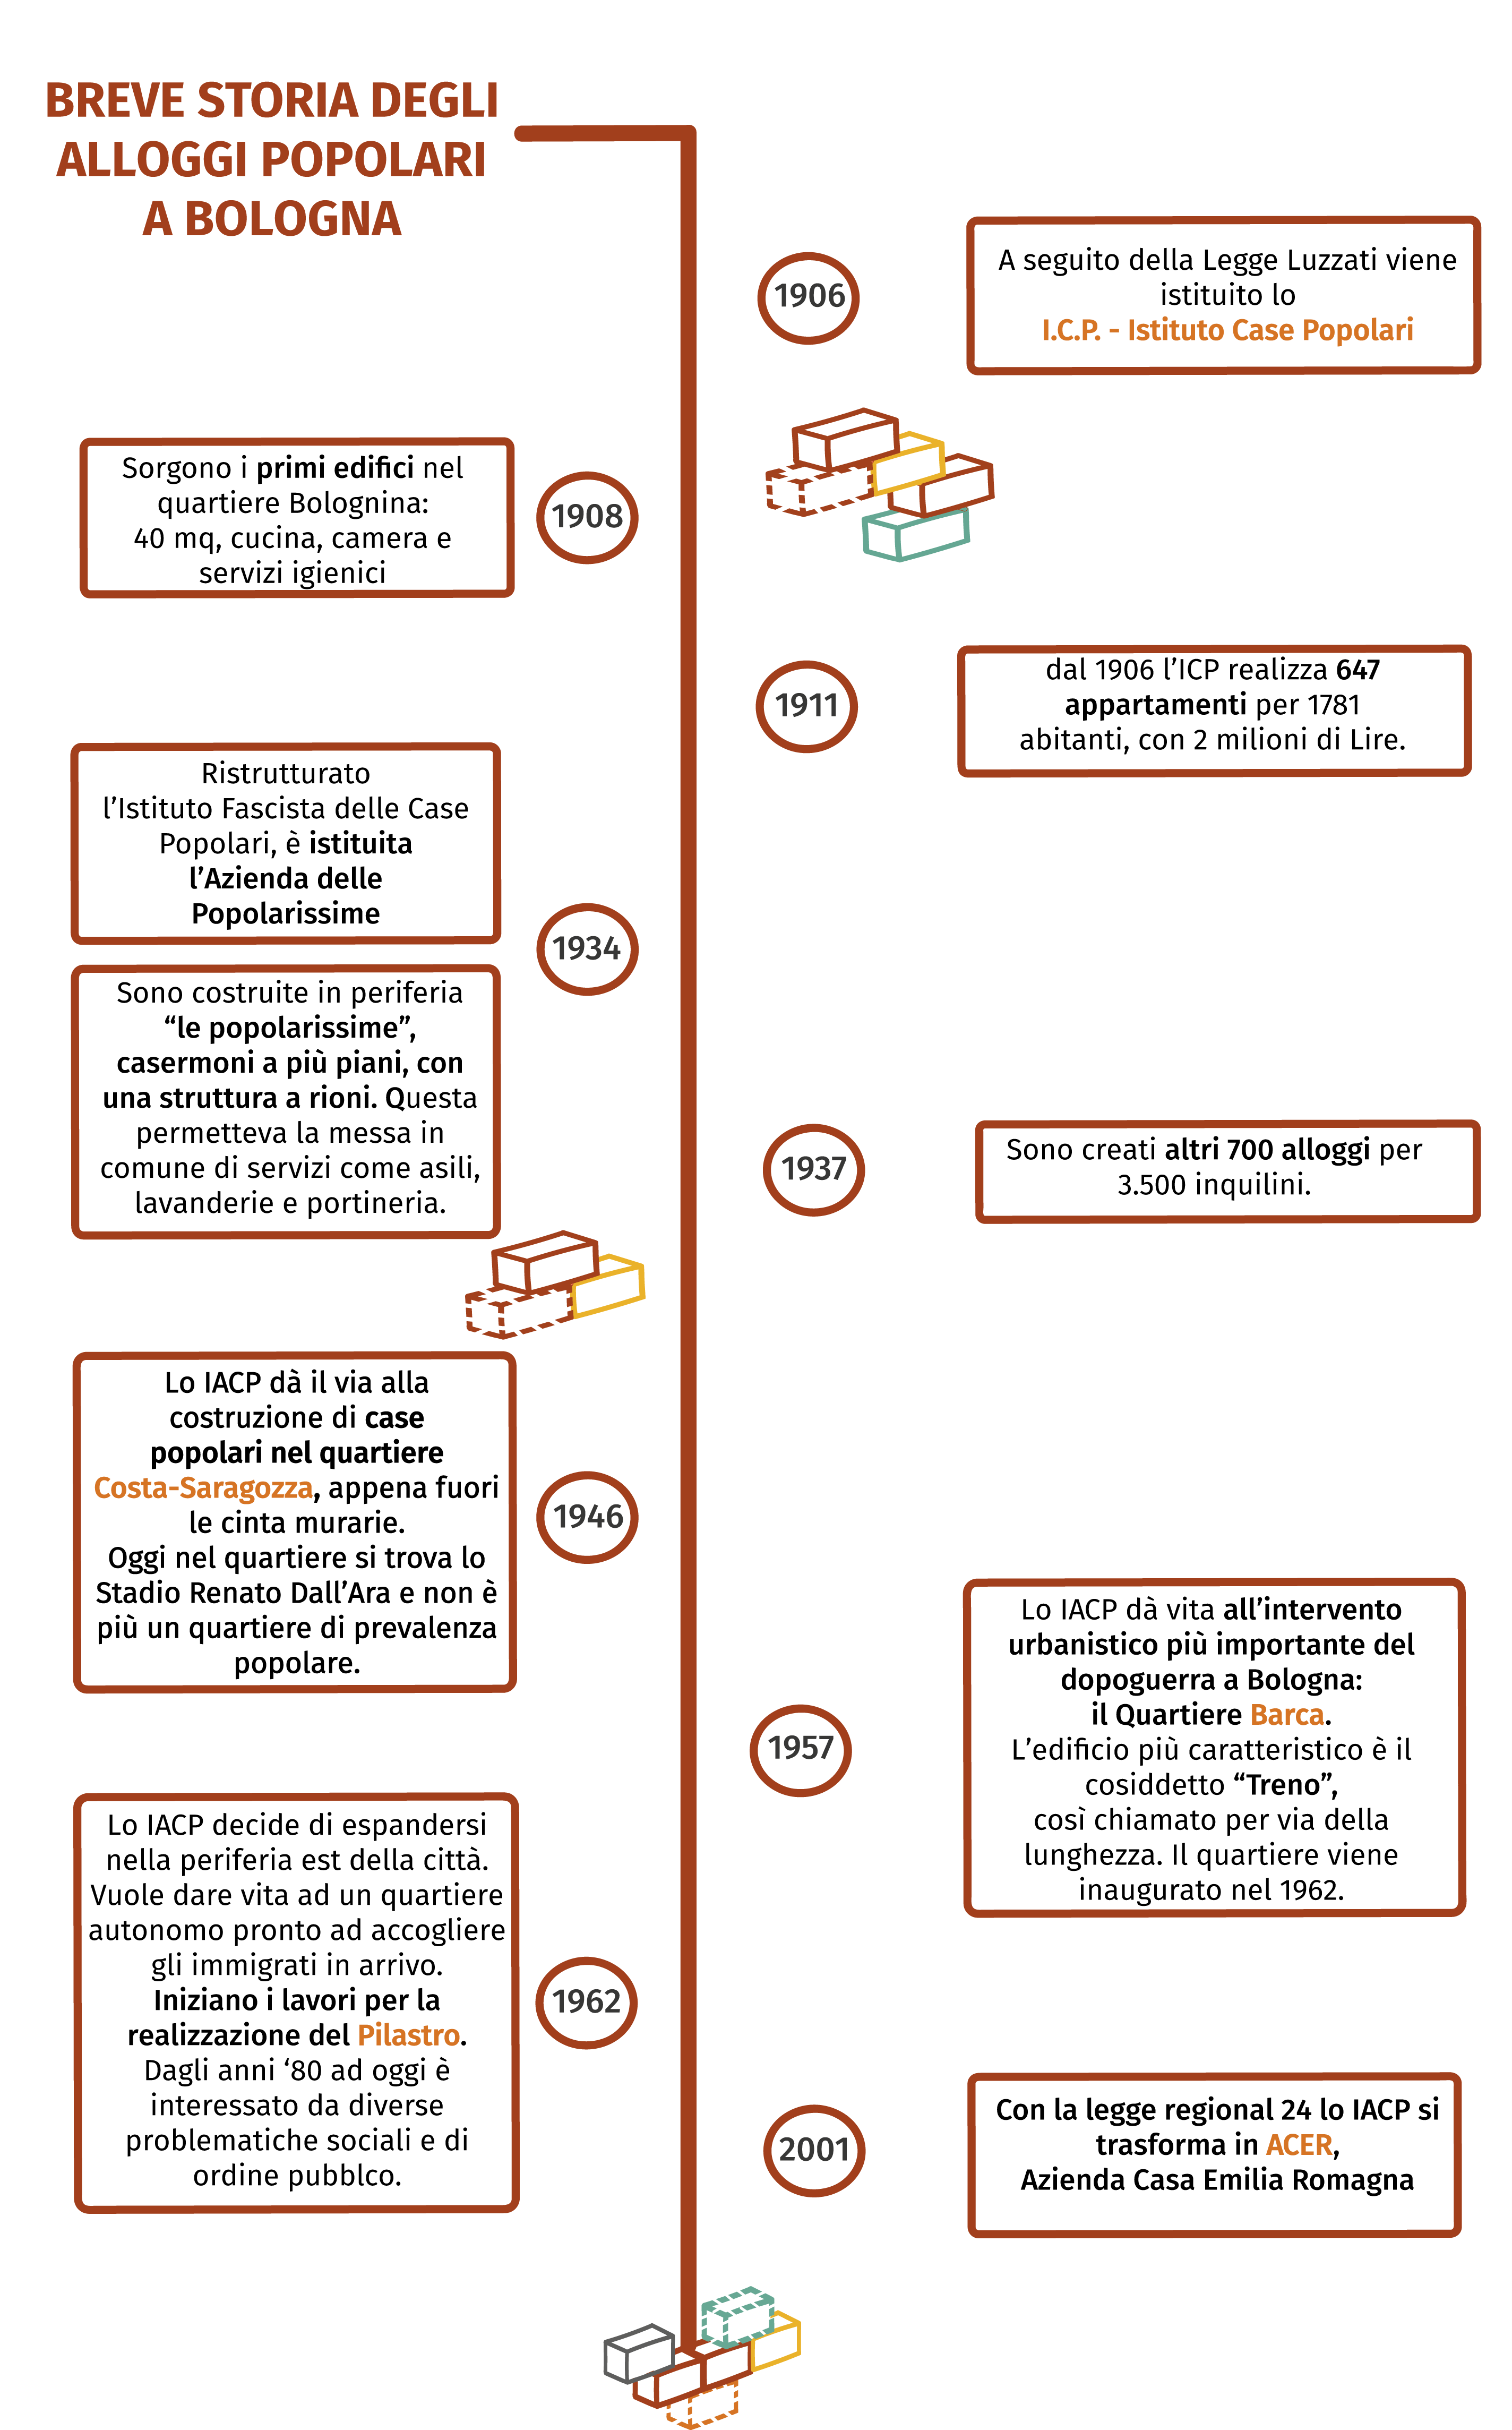 BREVE STORIA DEGLI
ALLOGGI POPOLARI
A BOLOGNA
1906
A seguito della Legge Luzzati viene
istituito lo
I.C.P. - Istituto Case Popolari
1908
Sorgono i primi edifici nel
quartiere Bolognina:
40 mq, cucina, camera e
servizi igienici
1911
dal 1906 l’ICP realizza 647
appartamenti per 1781
abitanti, con 2 milioni di Lire.
1934
Ristrutturato
l’Istituto Fascista delle Case
Popolari, è istituita
l’Azienda delle
Popolarissime
Sono costruite in periferia
“le popolarissime”,
casermoni a più piani, con
una struttura a rioni. Questa
permetteva la messa in
comune di servizi come asili,
lavanderie e portineria.
1937
Sono creati altri 700 alloggi per
3.500 inquilini.
1946
Lo IACP dà il via alla
costruzione di case
popolari nel quartiere
Costa-Saragozza, appena fuori
le cinta murarie.
Oggi nel quartiere si trova lo
Stadio Renato Dall’Ara e non è
più un quartiere di prevalenza
popolare.
1957
Lo IACP dà vita all’intervento
urbanistico più importante del
dopoguerra a Bologna:
il Quartiere Barca.
L’edificio più caratteristico è il
cosiddetto “Treno”,
così chiamato per via della
lunghezza. Il quartiere viene
inaugurato nel 1962.
1962
Lo IACP decide di espandersi
nella periferia est della città.
Vuole dare vita ad un quartiere
autonomo pronto ad accogliere
gli immigrati in arrivo.
Iniziano i lavori per la
realizzazione del Pilastro.
Dagli anni ‘80 ad oggi è
interessato da diverse
problematiche sociali e di
ordine pubblco.
2001
Con la legge regional 24 lo IACP si
trasforma in ACER,
Azienda Casa Emilia Romagna